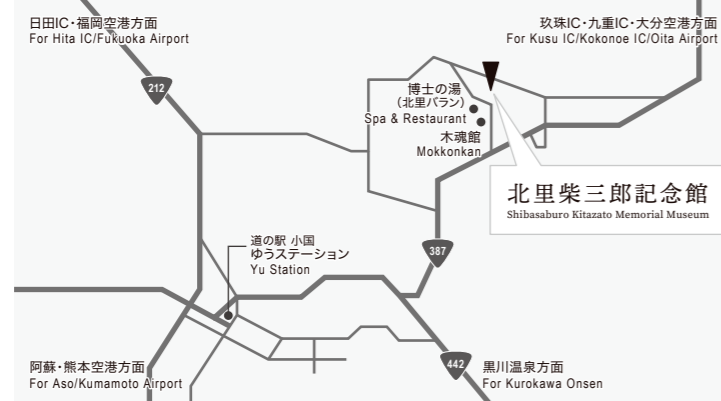 日田IC・福岡空港方面
For Hita IC/Fukuoka Airport
玖珠IC・九重IC・大分空港方面
For Kusu IC/Kokonoe IC/Oita Airport
212
博士の湯
（北里バラン）
Spa & Restaurant
木魂館
Mokkonkan
北里柴三郎記念館
Shibasaburo Kitazato Memorial Museum
道の駅 小国
ゆうステーション
Yu Station
387
阿蘇・熊本空港方面
For Aso/Kumamoto Airport
442
黒川温泉方面
For Kurokawa Onsen